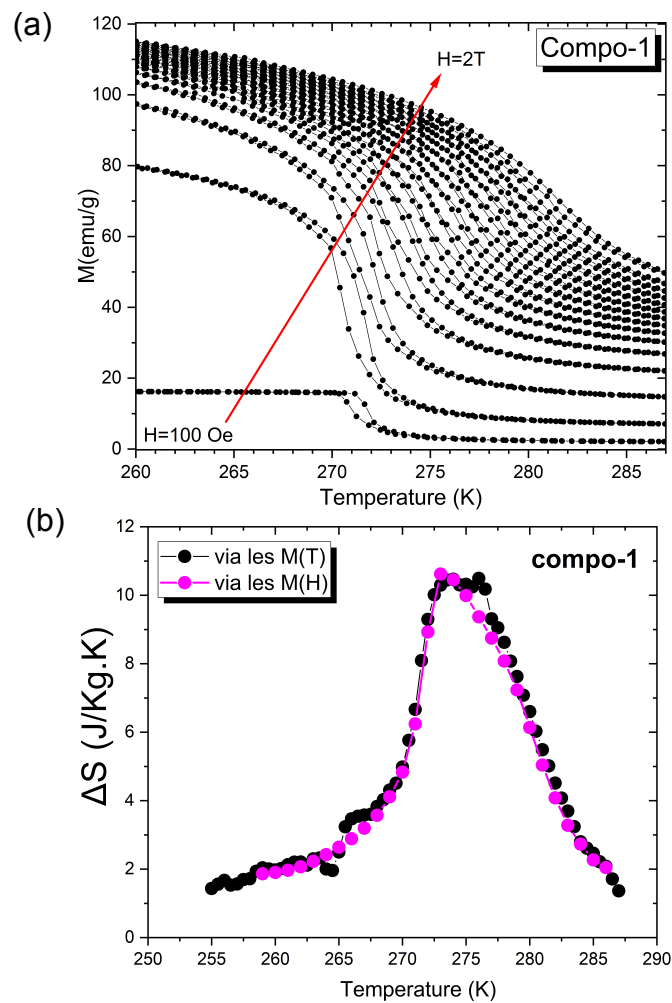 (a)
Compo-1
H=2T
H=100 Oe
M(emu/g)
120
100
80
60
40
20
0
260 265 270 275 280 285
Temperature (K)
(b)
via les M(T)
via les M(H)
compo-1
ΔS (J/Kg.K)
12
10
8
6
4
2
0
250 255 260 265 270 275 280 285 290
Temperature (K)